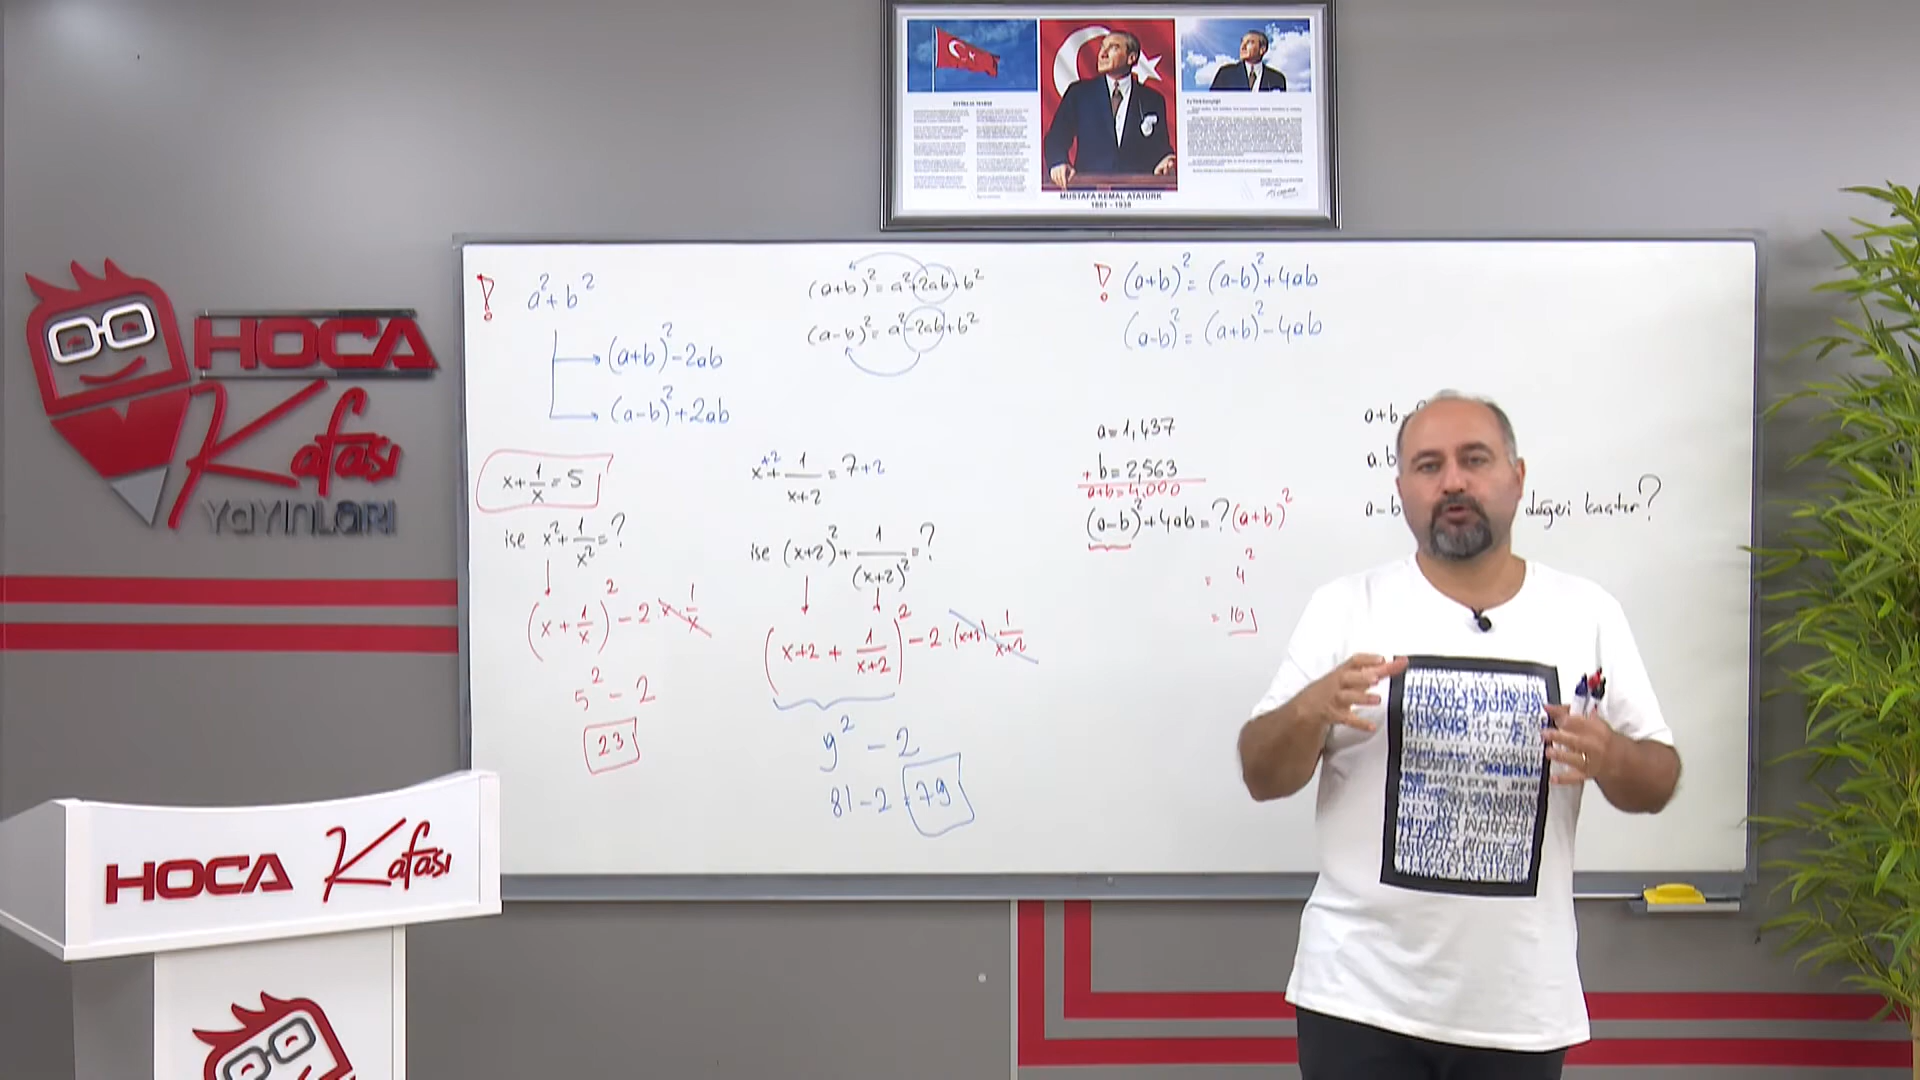 MUSTAFA KEMAL ATATÜRK
1881 - 1938
HOCA
Kafası
YAYINLARI
! a²+b²
→ (a+b)²-2ab
→ (a-b)²+2ab
(a+b)² = a²+2ab+b²
(a-b)² = a²-2ab+b²
! (a+b)² = (a-b)²+4ab
(a-b)² = (a+b)²-4ab
x+1/x=5
ise x²+1/x²=?
(x+1/x)²-2·x·1/x
5²-2
23
x+2+1/(x+2)=7+2
ise (x+2)²+1/(x+2)²=?
(x+2+1/(x+2))²-2·(x+2)·1/(x+2)
9²-2
81-2=79
a=1,437
+ b=2,563
a+b=4,000
(a-b)²+4ab=? (a+b)²
= 4²
= 16
a+b
a.b
a-b değeri kaçtır?
HOCA Kafası